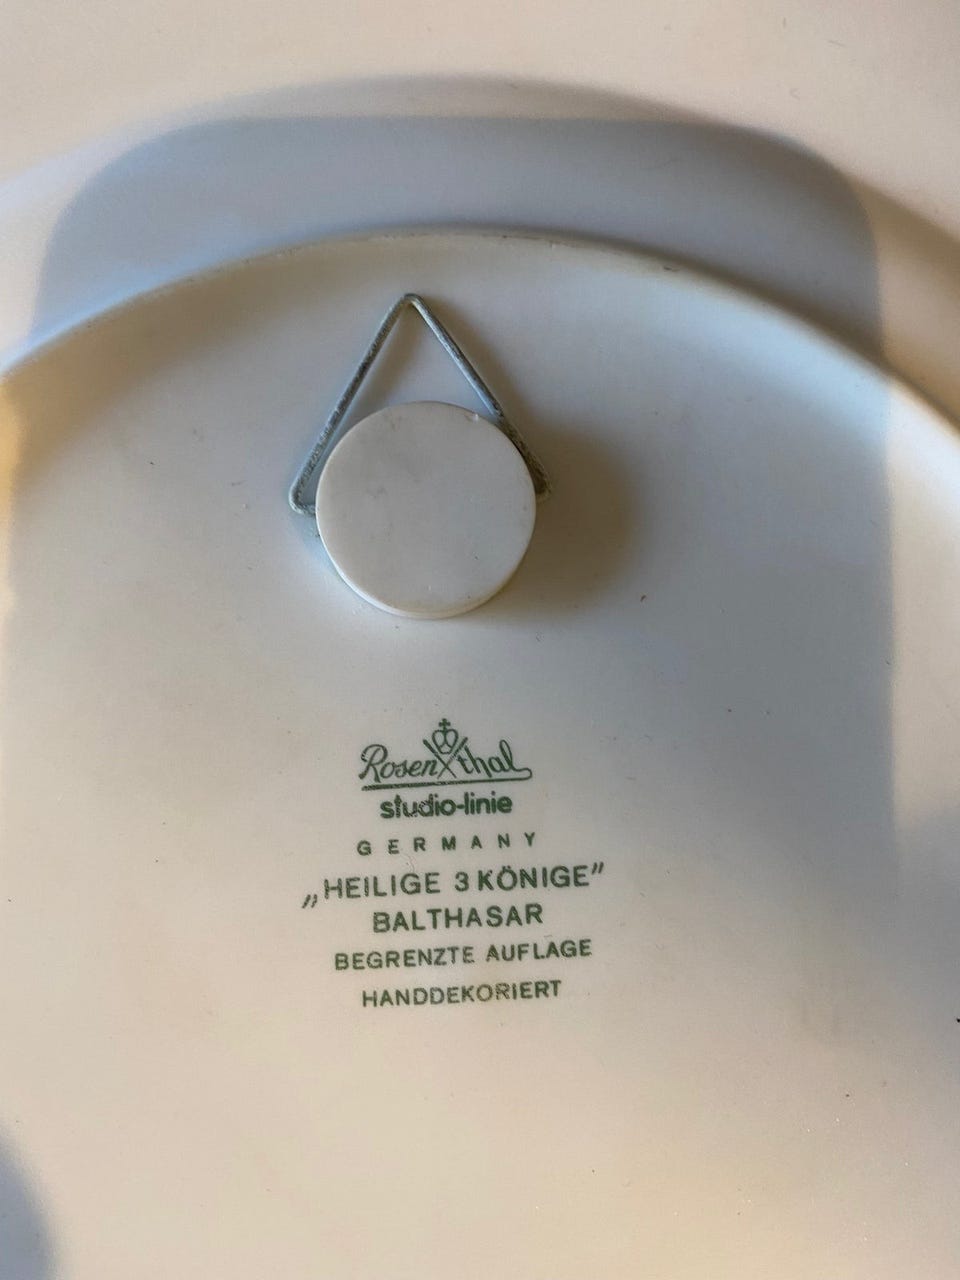 Rosenthal
studio-linie
GERMANY
„HEILIGE 3 KÖNIGE”
BALTHASAR
BEGRENZTE AUFLAGE
HANDDEKORIERT